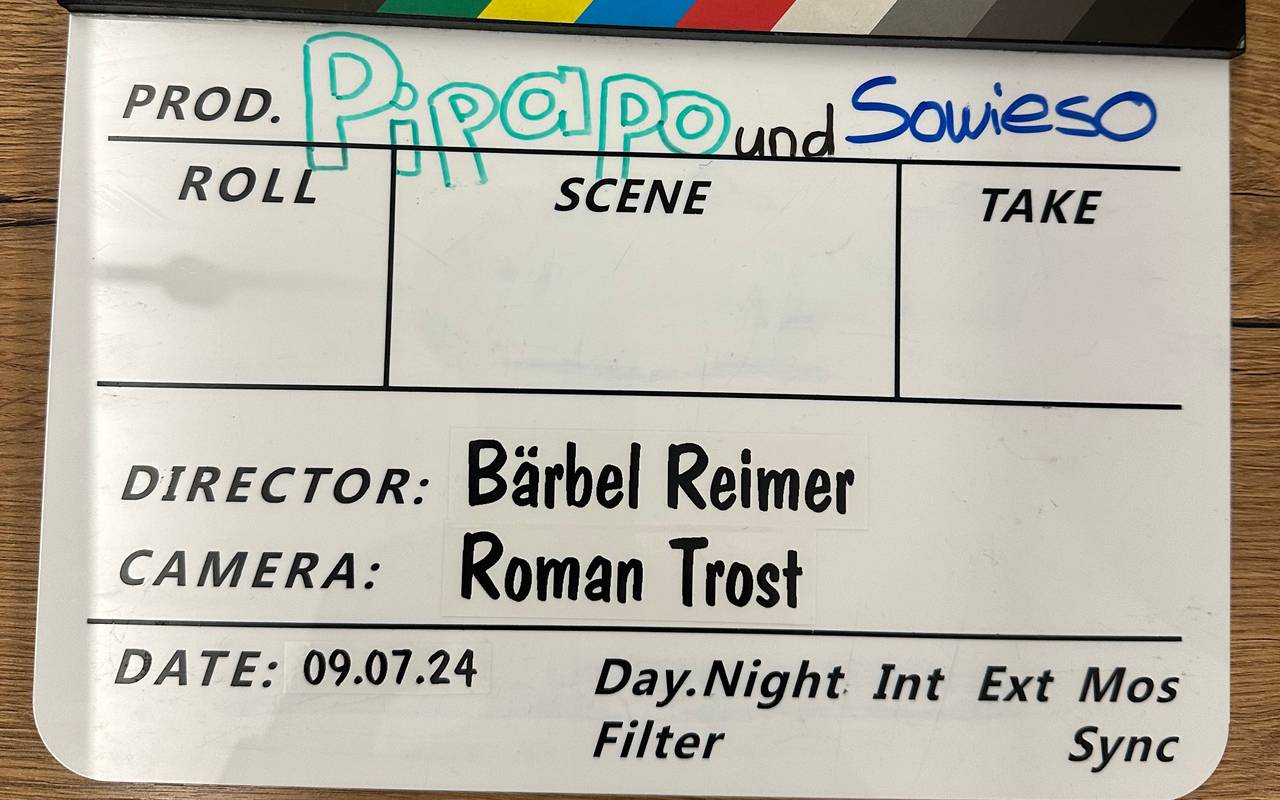 PROD. Pipapo und Sowieso
ROLL SCENE TAKE
DIRECTOR: Bärbel Reimer
CAMERA: Roman Trost
DATE: 09.07.24 Day.Night Int Ext Mos
Filter Sync